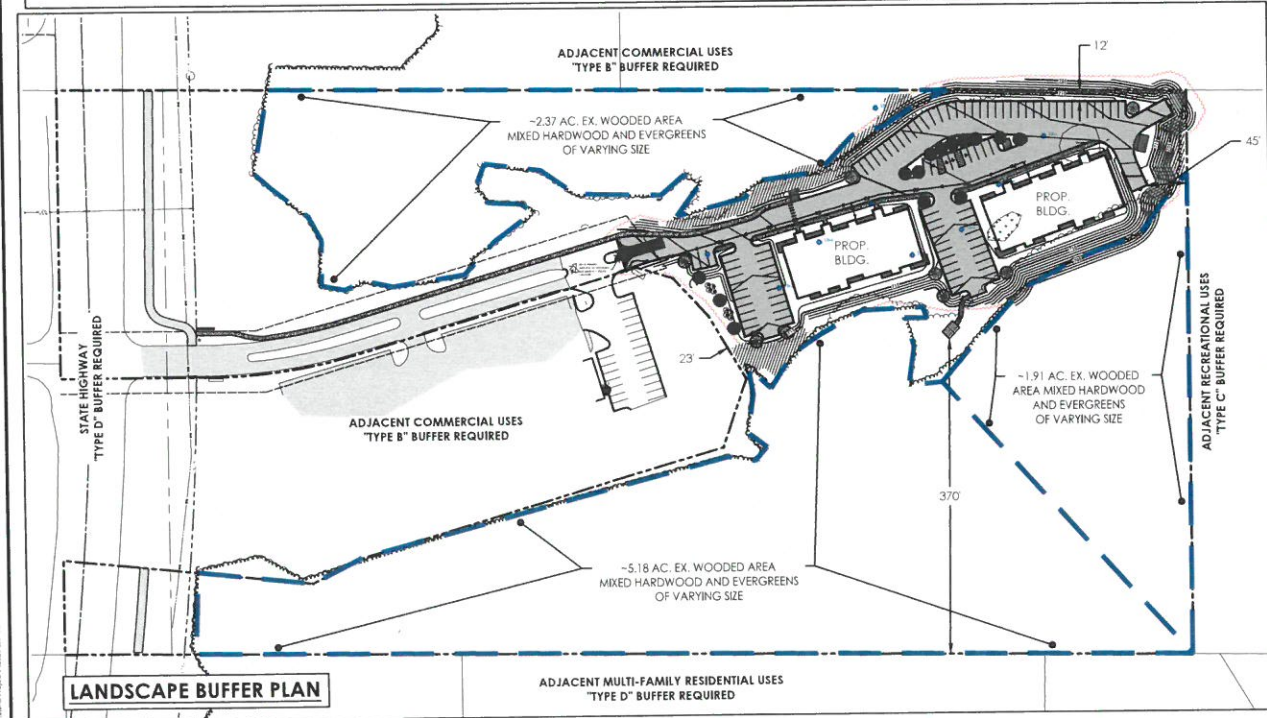 ADJACENT COMMERCIAL USES
"TYPE B" BUFFER REQUIRED
12'
~2.37 AC. EX. WOODED AREA
MIXED HARDWOOD AND EVERGREENS
OF VARYING SIZE
45'
PROP.
BLDG.
PROP.
BLDG.
STATE HIGHWAY
"TYPE D" BUFFER REQUIRED
23'
~1.91 AC. EX. WOODED
AREA MIXED HARDWOOD
AND EVERGREENS
OF VARYING SIZE
ADJACENT RECREATIONAL USES
"TYPE C" BUFFER REQUIRED
ADJACENT COMMERCIAL USES
"TYPE B" BUFFER REQUIRED
370'
~5.18 AC. EX. WOODED AREA
MIXED HARDWOOD AND EVERGREENS
OF VARYING SIZE
LANDSCAPE BUFFER PLAN
ADJACENT MULTI-FAMILY RESIDENTIAL USES
"TYPE D" BUFFER REQUIRED